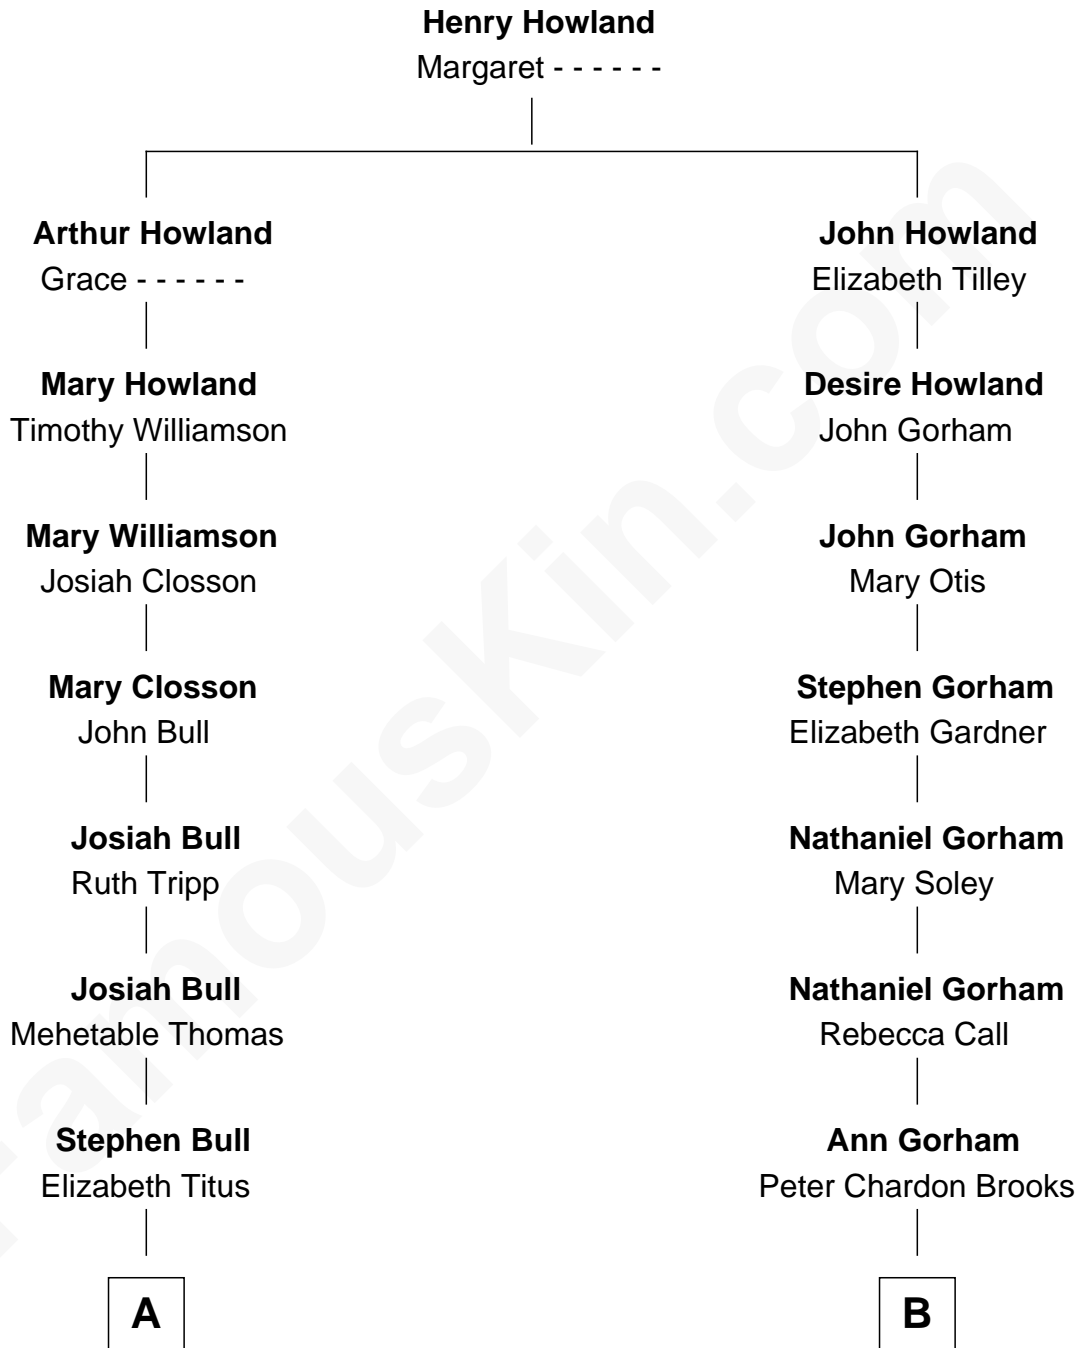 Henry Howland
Margaret - - - - - -
Arthur Howland
Grace - - - - - -
John Howland
Elizabeth Tilley
Mary Howland
Timothy Williamson
Desire Howland
John Gorham
Mary Williamson
Josiah Closson
John Gorham
Mary Otis
Mary Closson
John Bull
Stephen Gorham
Elizabeth Gardner
Josiah Bull
Ruth Tripp
Nathaniel Gorham
Mary Soley
Josiah Bull
Mehetable Thomas
Nathaniel Gorham
Rebecca Call
Stephen Bull
Elizabeth Titus
Ann Gorham
Peter Chardon Brooks
A
B
FamousKin.com